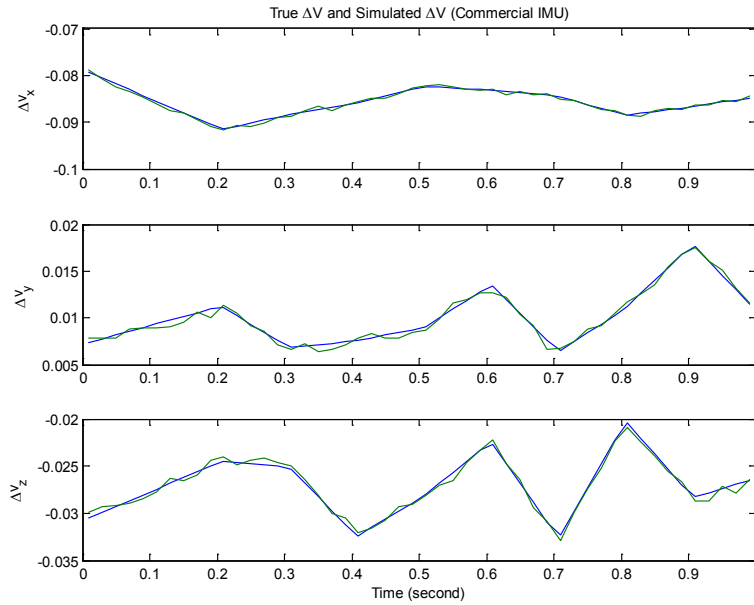 True ΔV and Simulated ΔV (Commercial IMU)
-0.07
-0.08
-0.09
-0.1
Δv_x
0 0.1 0.2 0.3 0.4 0.5 0.6 0.7 0.8 0.9
0.02
0.015
0.01
0.005
Δv_y
0 0.1 0.2 0.3 0.4 0.5 0.6 0.7 0.8 0.9
-0.02
-0.025
-0.03
-0.035
Δv_z
0 0.1 0.2 0.3 0.4 0.5 0.6 0.7 0.8 0.9
Time (second)